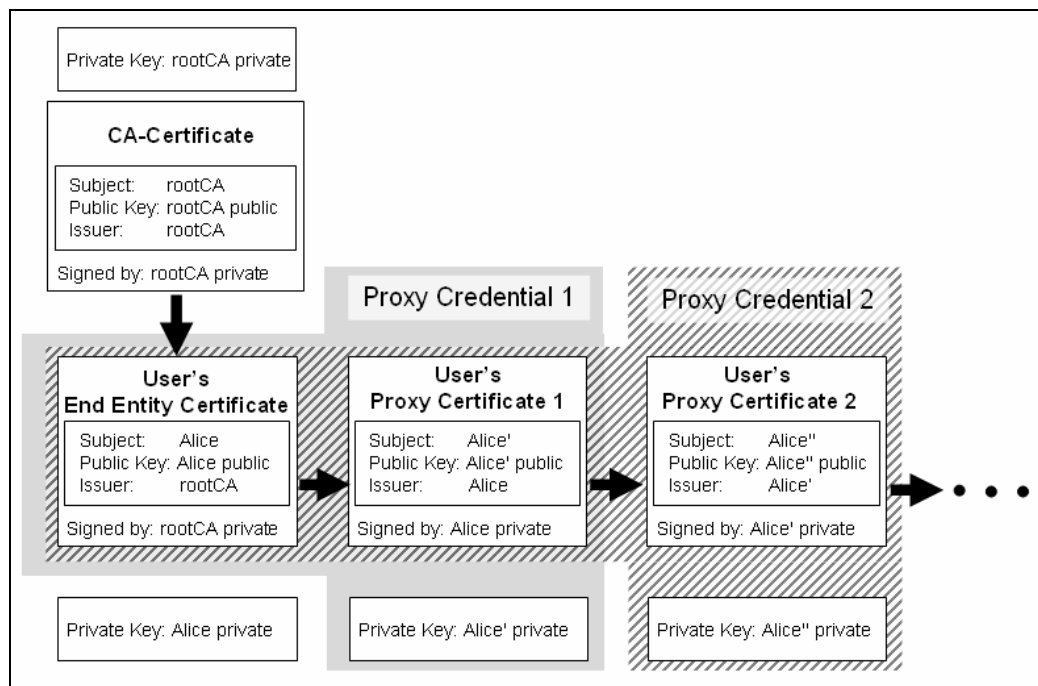 Private Key: rootCA private
CA-Certificate
Subject: rootCA
Public Key: rootCA public
Issuer: rootCA
Signed by: rootCA private
Proxy Credential 1
Proxy Credential 2
User's
End Entity Certificate
Subject: Alice
Public Key: Alice public
Issuer: rootCA
Signed by: rootCA private
User's
Proxy Certificate 1
Subject: Alice'
Public Key: Alice' public
Issuer: Alice
Signed by: Alice private
User's
Proxy Certificate 2
Subject: Alice"
Public Key: Alice" public
Issuer: Alice'
Signed by: Alice' private
Private Key: Alice private
Private Key: Alice' private
Private Key: Alice" private